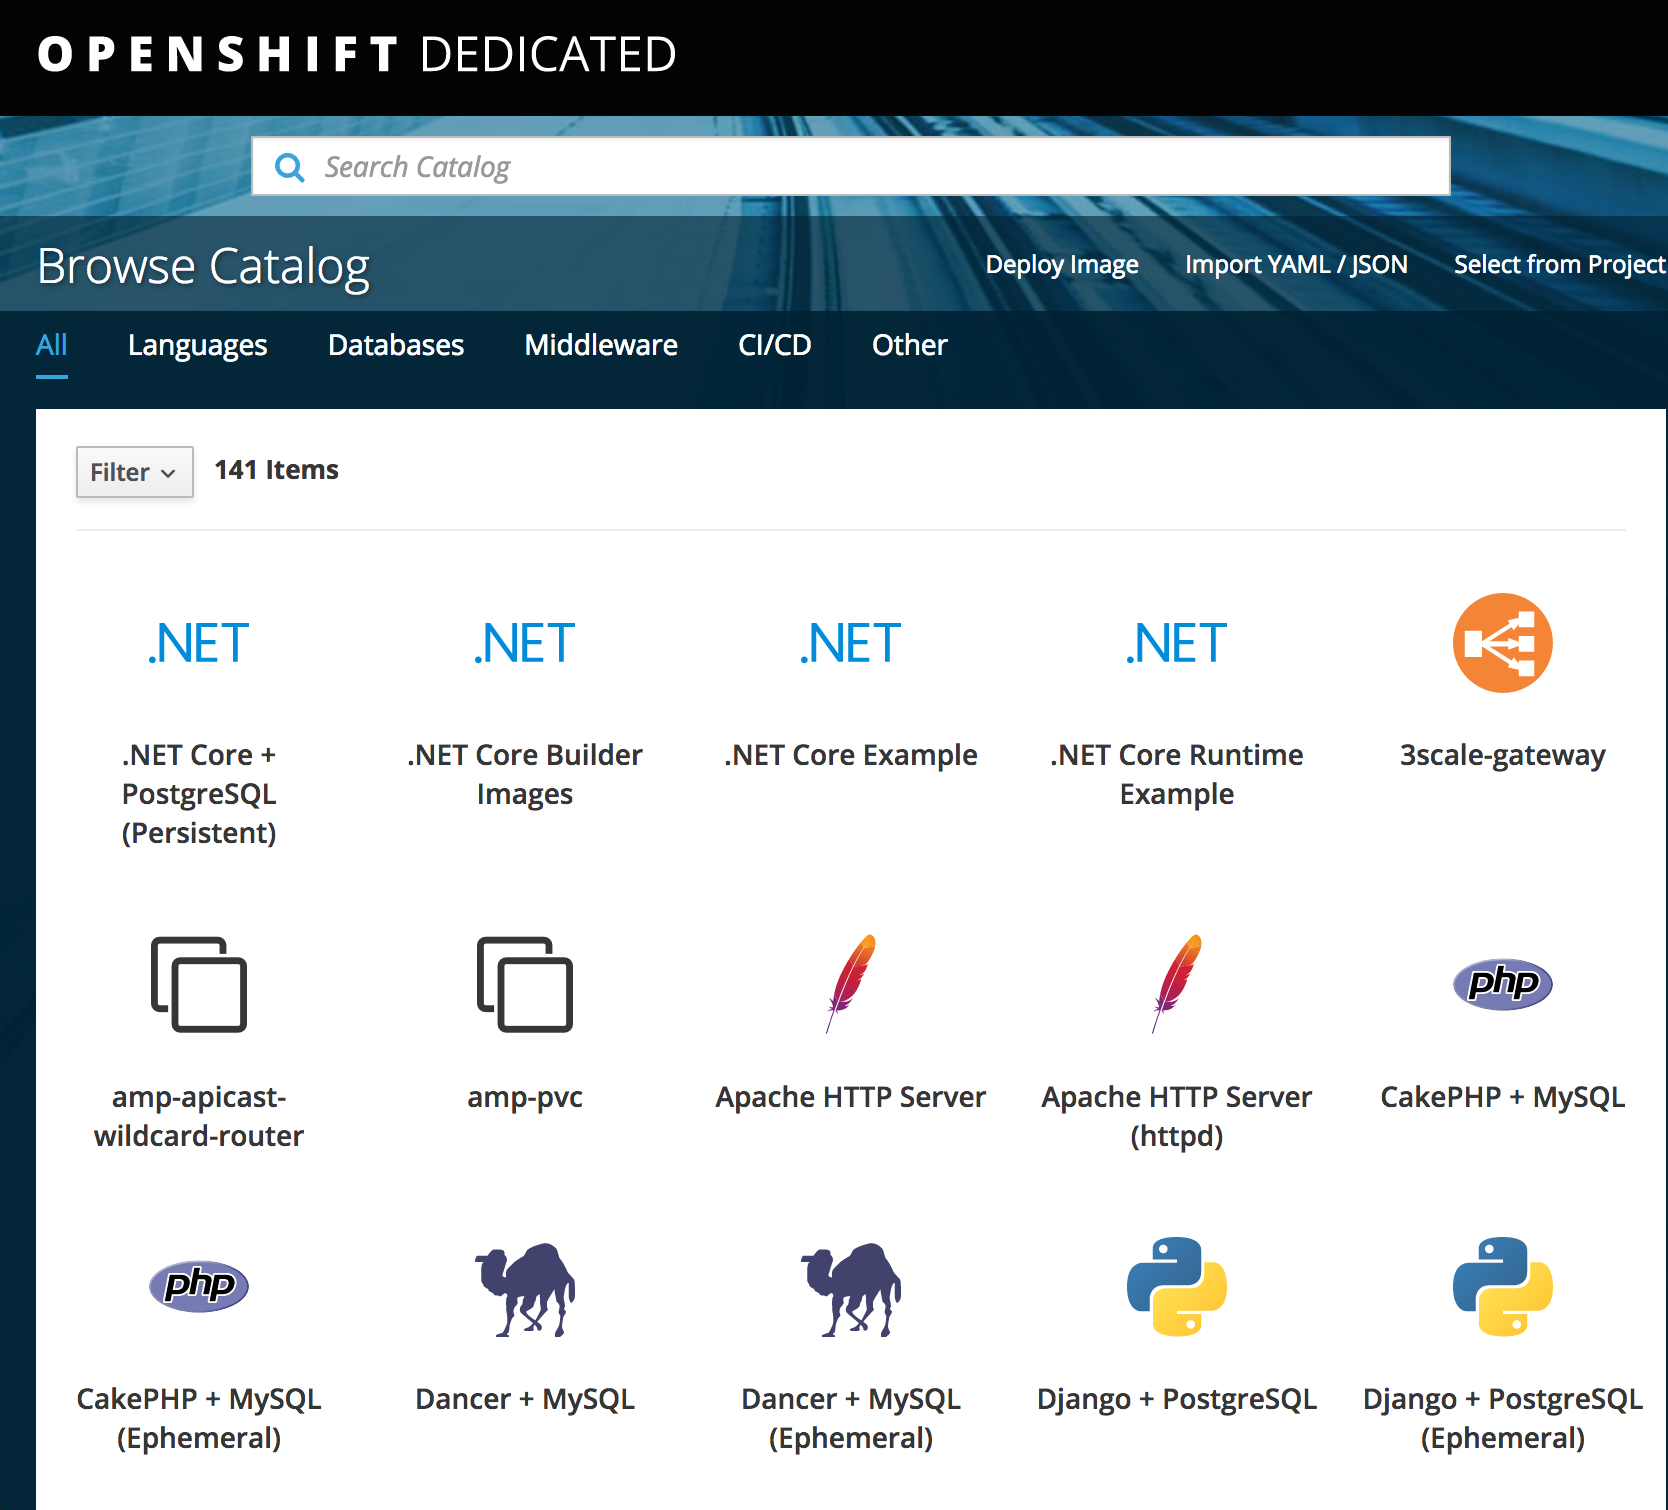 OPENSHIFT DEDICATED
Search Catalog
Browse Catalog
Deploy Image
Import YAML / JSON
Select from Project
All
Languages
Databases
Middleware
CI/CD
Other
Filter
141 Items
.NET
.NET
.NET
.NET
.NET Core +
PostgreSQL
(Persistent)
.NET Core Builder
Images
.NET Core Example
.NET Core Runtime
Example
3scale-gateway
php
amp-apicast-
wildcard-router
amp-pvc
Apache HTTP Server
Apache HTTP Server
(httpd)
CakePHP + MySQL
php
CakePHP + MySQL
(Ephemeral)
Dancer + MySQL
Dancer + MySQL
(Ephemeral)
Django + PostgreSQL
Django + PostgreSQL
(Ephemeral)